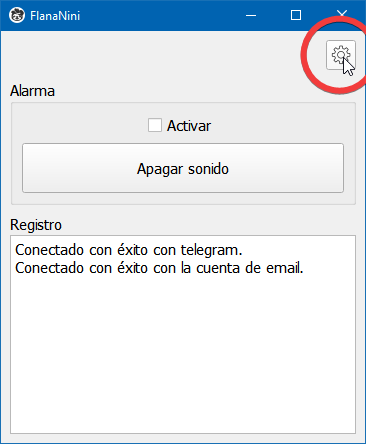 FlanaNini
Alarma
Activar
Apagar sonido
Registro
Conectado con éxito con telegram.
Conectado con éxito con la cuenta de email.